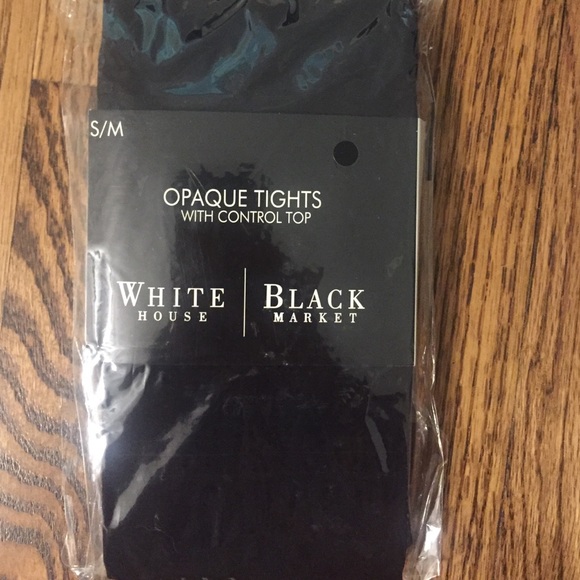 S/M
OPAQUE TIGHTS
WITH CONTROL TOP
WHITE | BLACK
HOUSE | MARKET